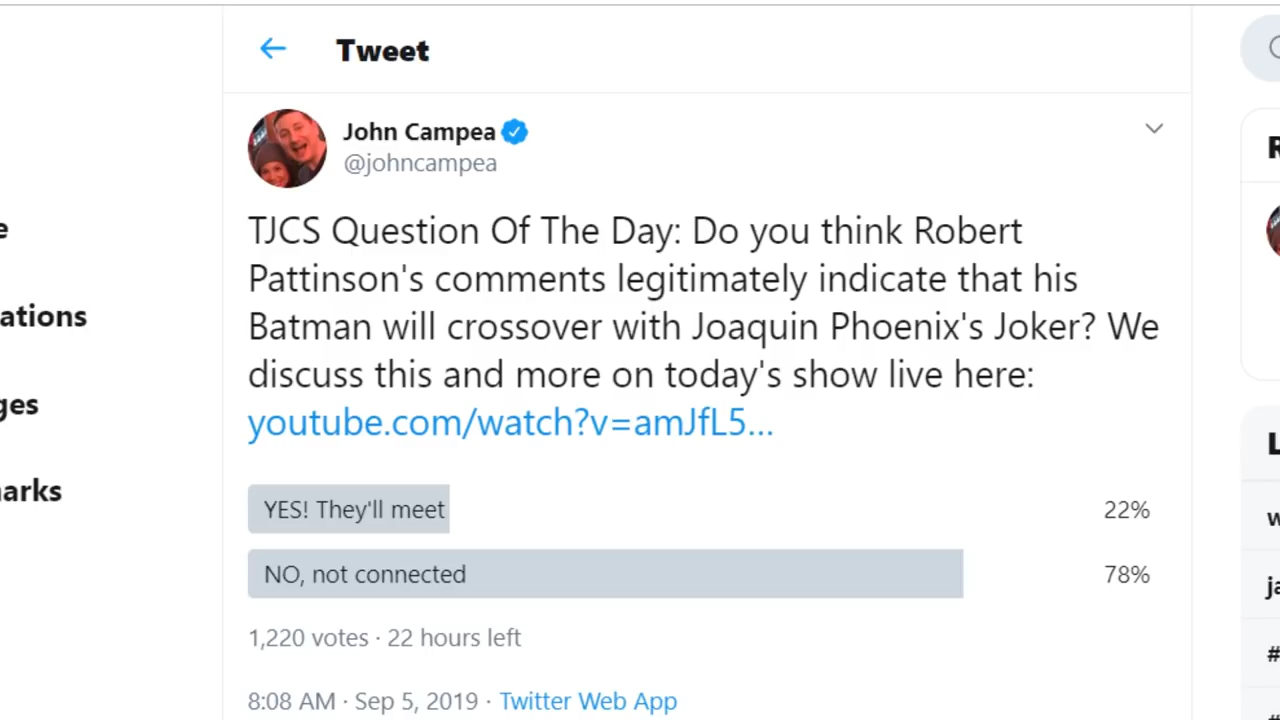 Tweet
John Campea
@johncampea
TJCS Question Of The Day: Do you think Robert
Pattinson's comments legitimately indicate that his
Batman will crossover with Joaquin Phoenix's Joker? We
discuss this and more on today's show live here:
youtube.com/watch?v=amJfL5...
YES! They'll meet 22%
NO, not connected 78%
1,220 votes · 22 hours left
8:08 AM · Sep 5, 2019 · Twitter Web App
e
ations
ges
arks
R
L
w
ja
#